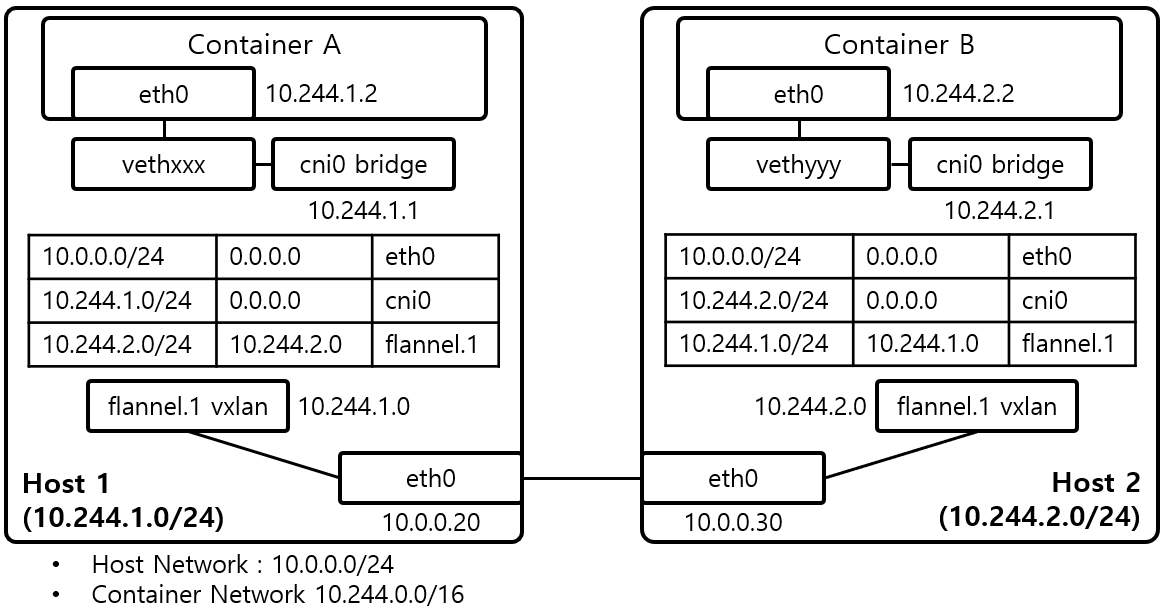 Container A
eth0
10.244.1.2
vethxxx
cni0 bridge
10.244.1.1
10.0.0.0/24 0.0.0.0 eth0
10.244.1.0/24 0.0.0.0 cni0
10.244.2.0/24 10.244.2.0 flannel.1
flannel.1 vxlan
10.244.1.0
eth0
10.0.0.20
Host 1
(10.244.1.0/24)
Container B
eth0
10.244.2.2
vethyyy
cni0 bridge
10.244.2.1
10.0.0.0/24 0.0.0.0 eth0
10.244.2.0/24 0.0.0.0 cni0
10.244.1.0/24 10.244.1.0 flannel.1
10.244.2.0
flannel.1 vxlan
eth0
10.0.0.30
Host 2
(10.244.2.0/24)
• Host Network : 10.0.0.0/24
• Container Network 10.244.0.0/16